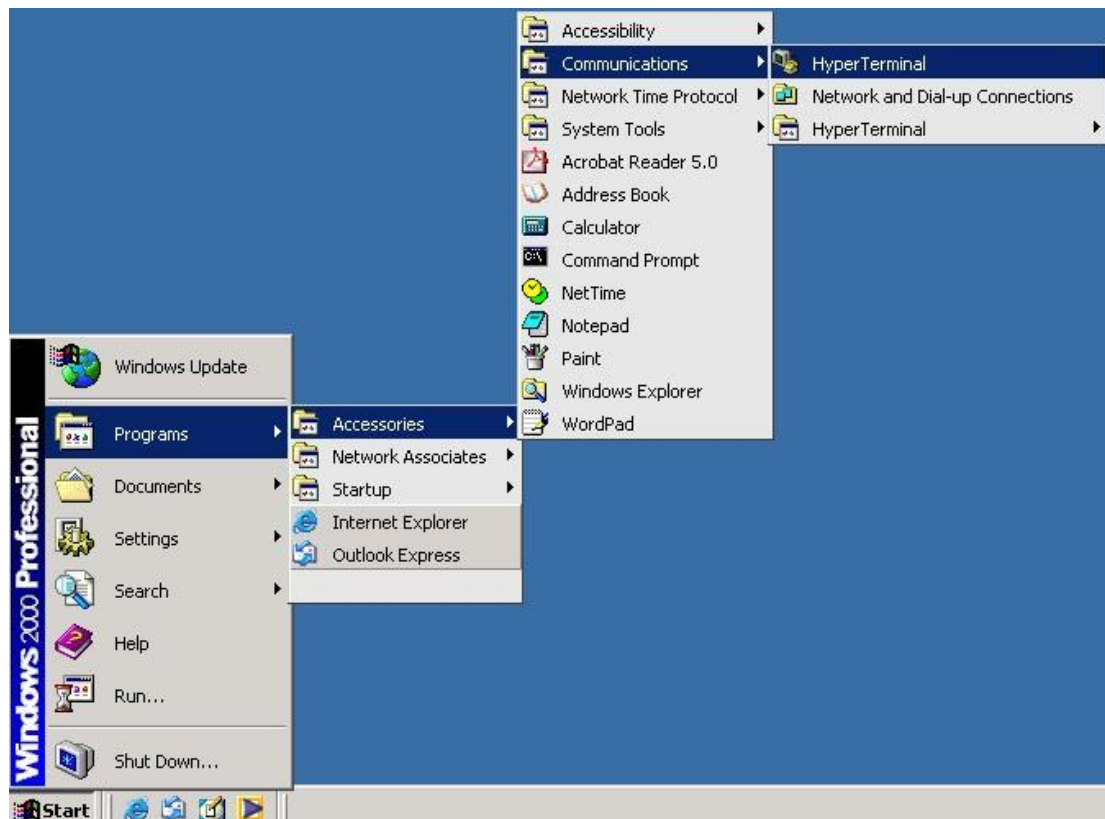 Accessibility
Communications
Network Time Protocol
System Tools
Acrobat Reader 5.0
Address Book
Calculator
Command Prompt
NetTime
Notepad
Paint
Windows Explorer
WordPad
HyperTerminal
Network and Dial-up Connections
HyperTerminal
Windows Update
Programs
Documents
Settings
Search
Help
Run...
Shut Down...
Accessories
Network Associates
Startup
Internet Explorer
Outlook Express
Windows 2000 Professional
Start